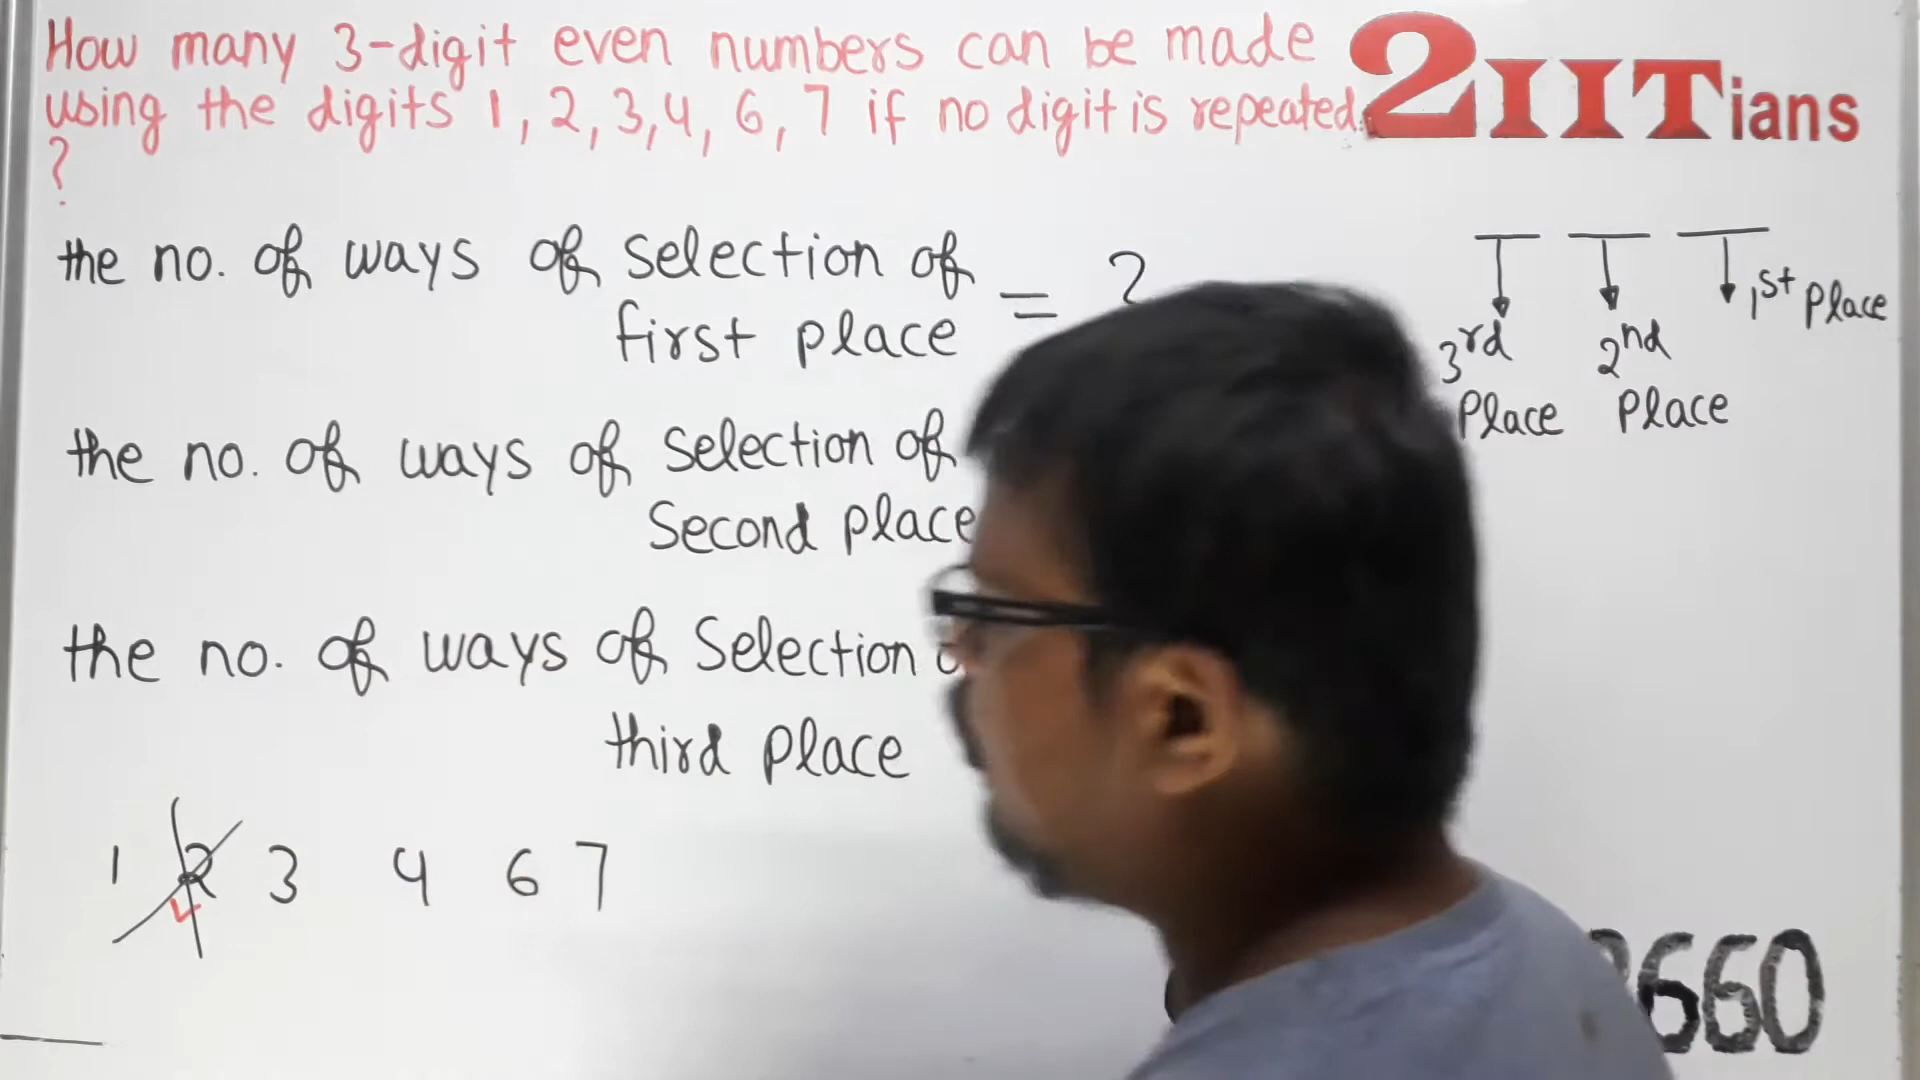 How many 3-digit even numbers can be made
using the digits 1, 2, 3, 4, 6, 7 if no digit is repeated.
?
2IITians
the no. of ways of selection of
first place =
1st place
2nd place
3rd place
the no. of ways of selection of
second place
the no. of ways of selection
third place
1 2 3 4 6 7
660